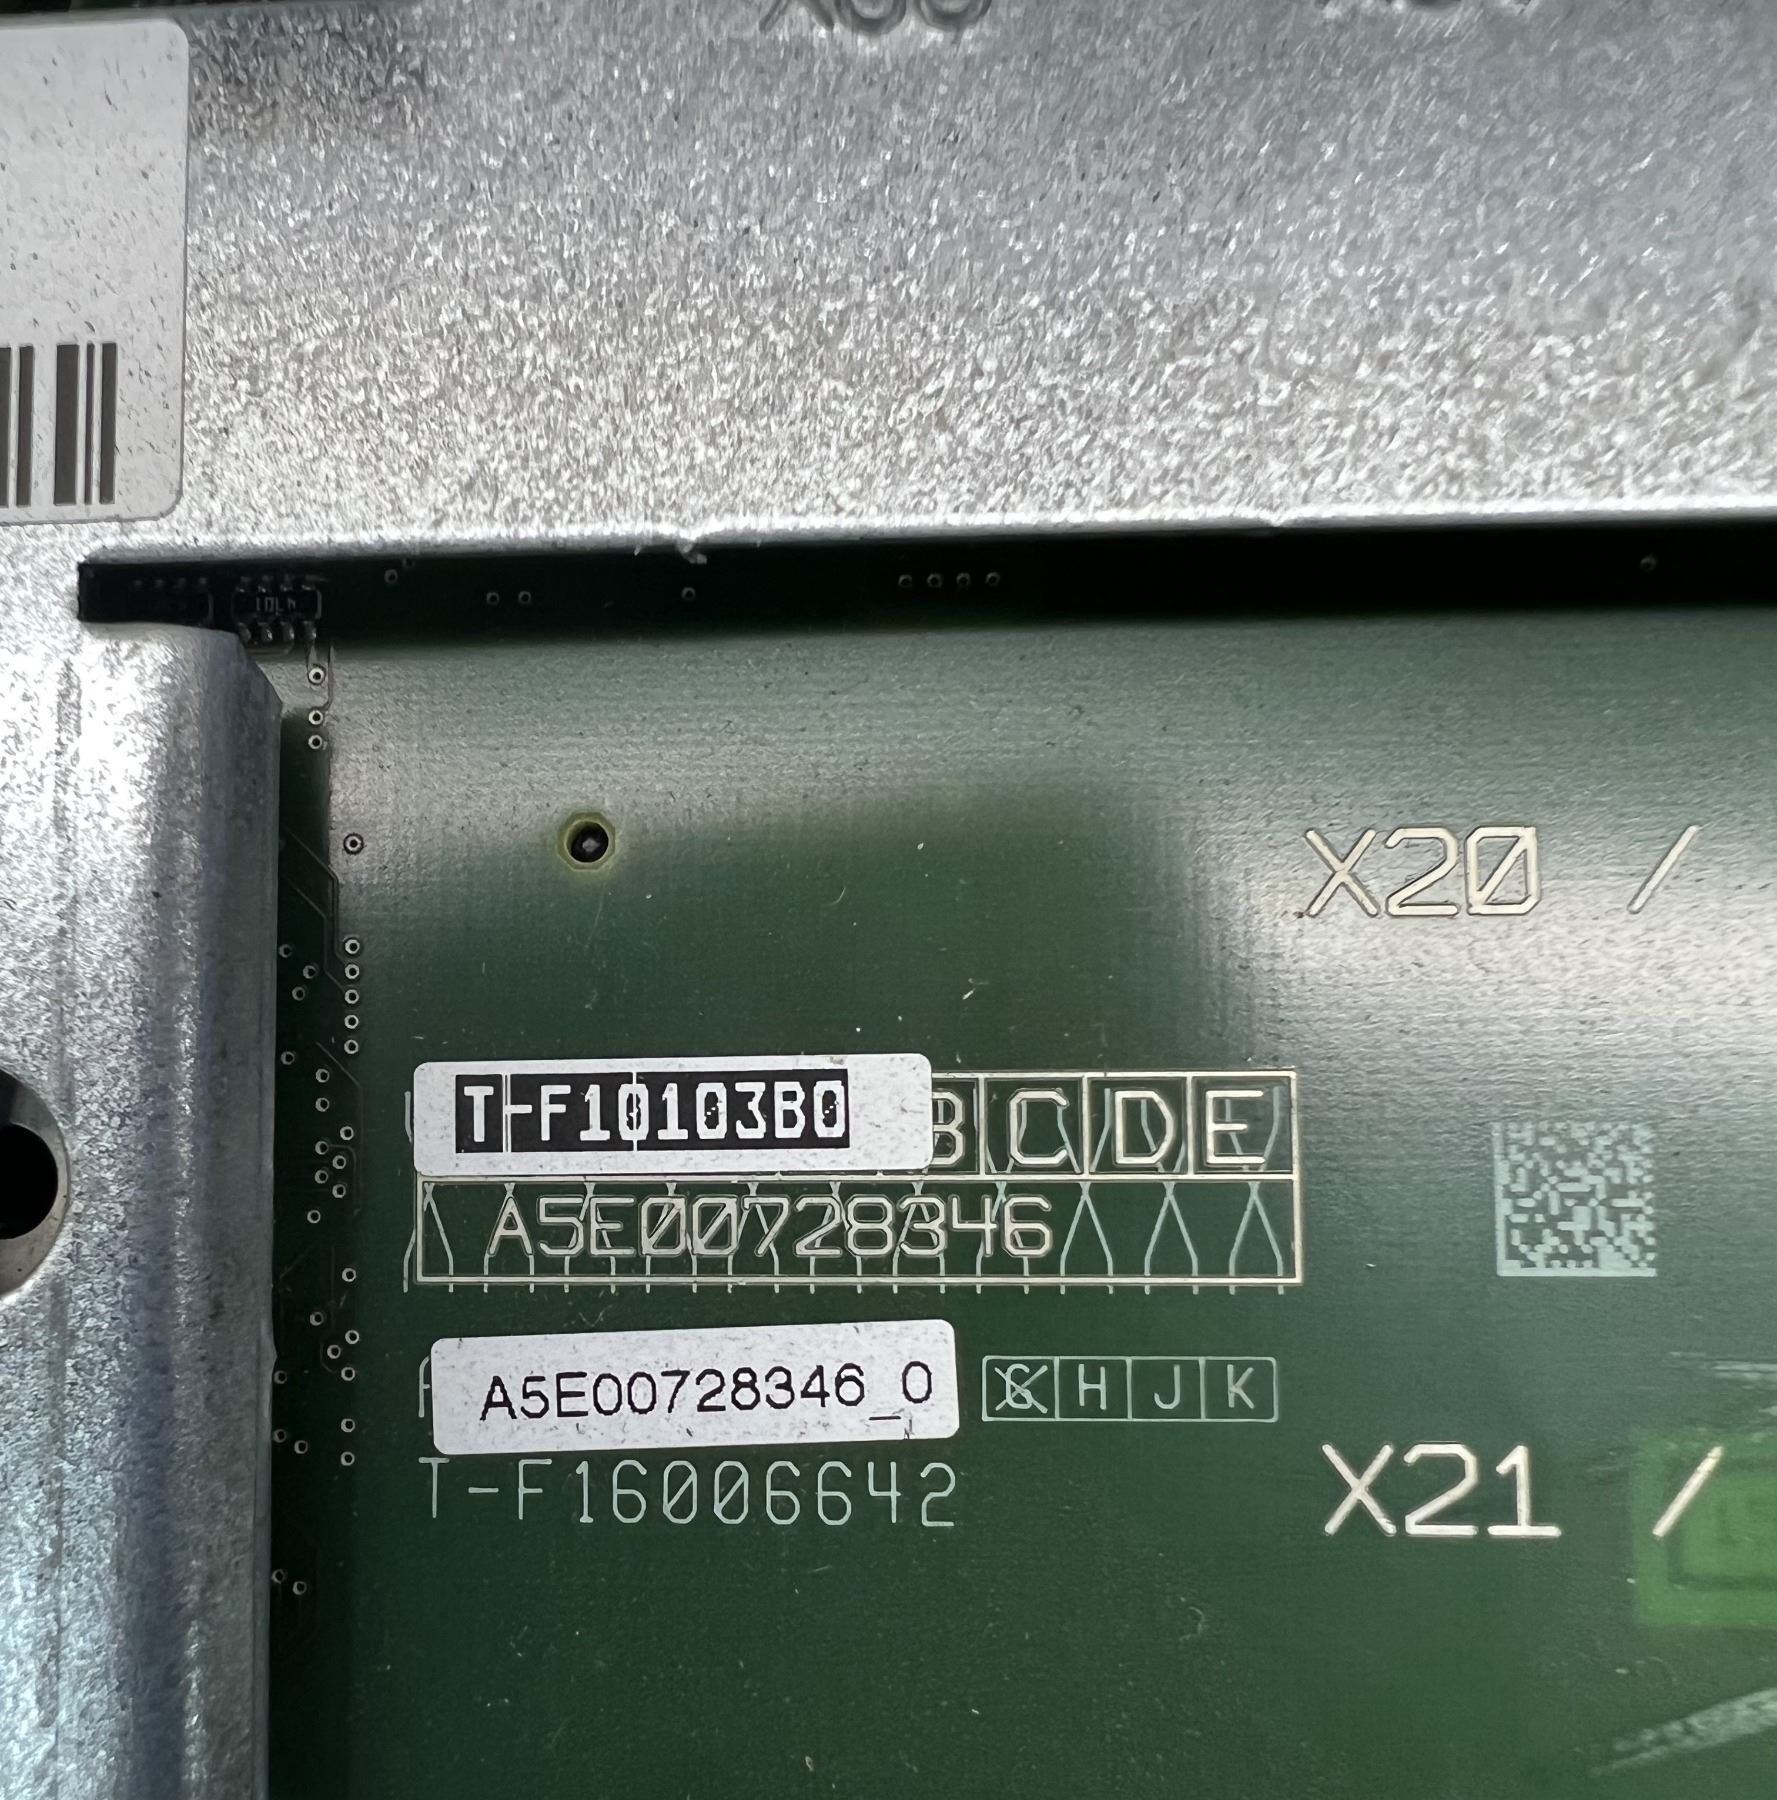 X20 /
T-F10103B0
B C D E
A5E00728346
A5E00728346_0
G H J K
T-F16006642
X21 /